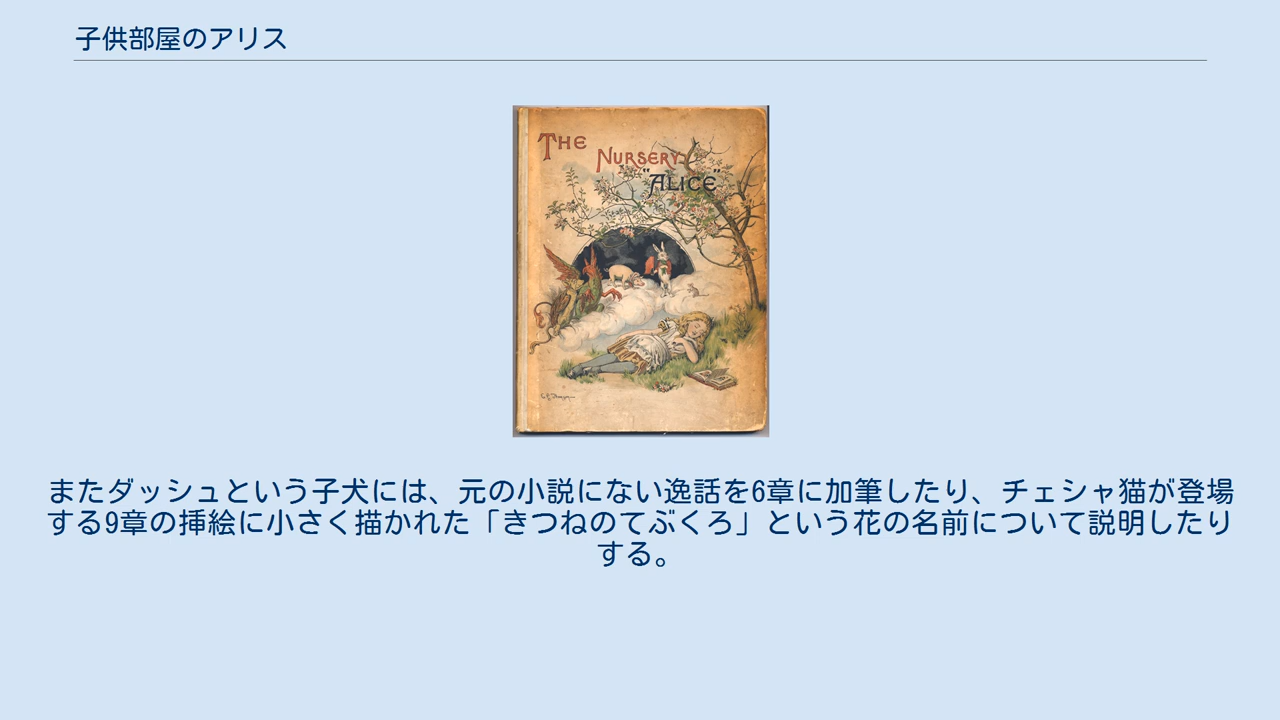 子供部屋のアリス
THE
NURSERY
"ALICE"
またダッシュという子犬には、元の小説にない逸話を6章に加筆したり、チェシャ猫が登場
する9章の挿絵に小さく描かれた「きつねのてぶくろ」という花の名前について説明したり
する。